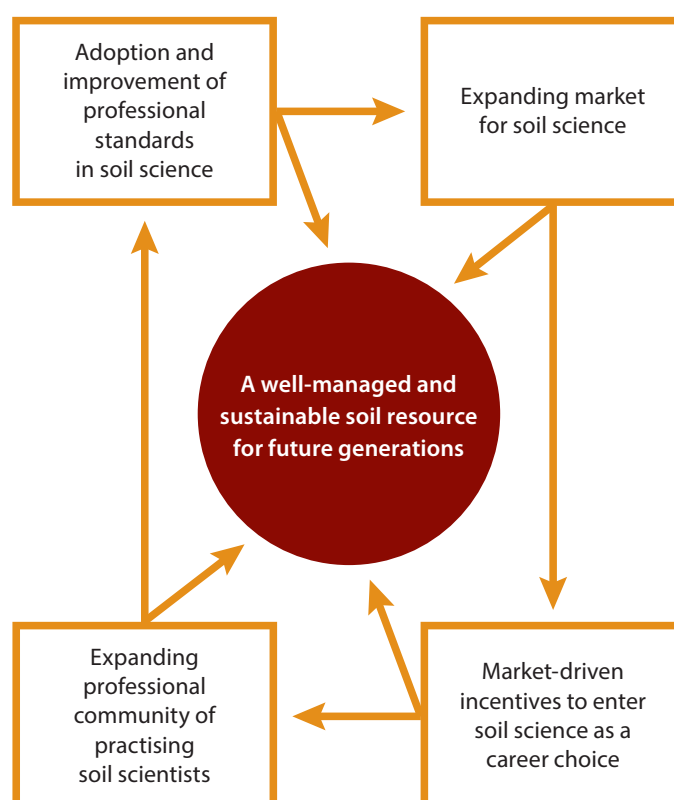 Adoption and
improvement of
professional
standards
in soil science
Expanding market
for soil science
A well-managed and
sustainable soil resource
for future generations
Expanding
professional
community of
practising
soil scientists
Market-driven
incentives to enter
soil science as a
career choice